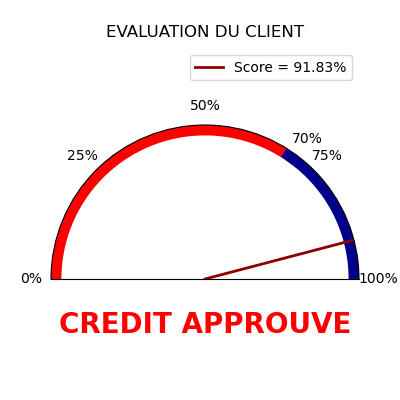 EVALUATION DU CLIENT
Score = 91.83%
50%
70%
25%
75%
0%
100%
CREDIT APPROUVE